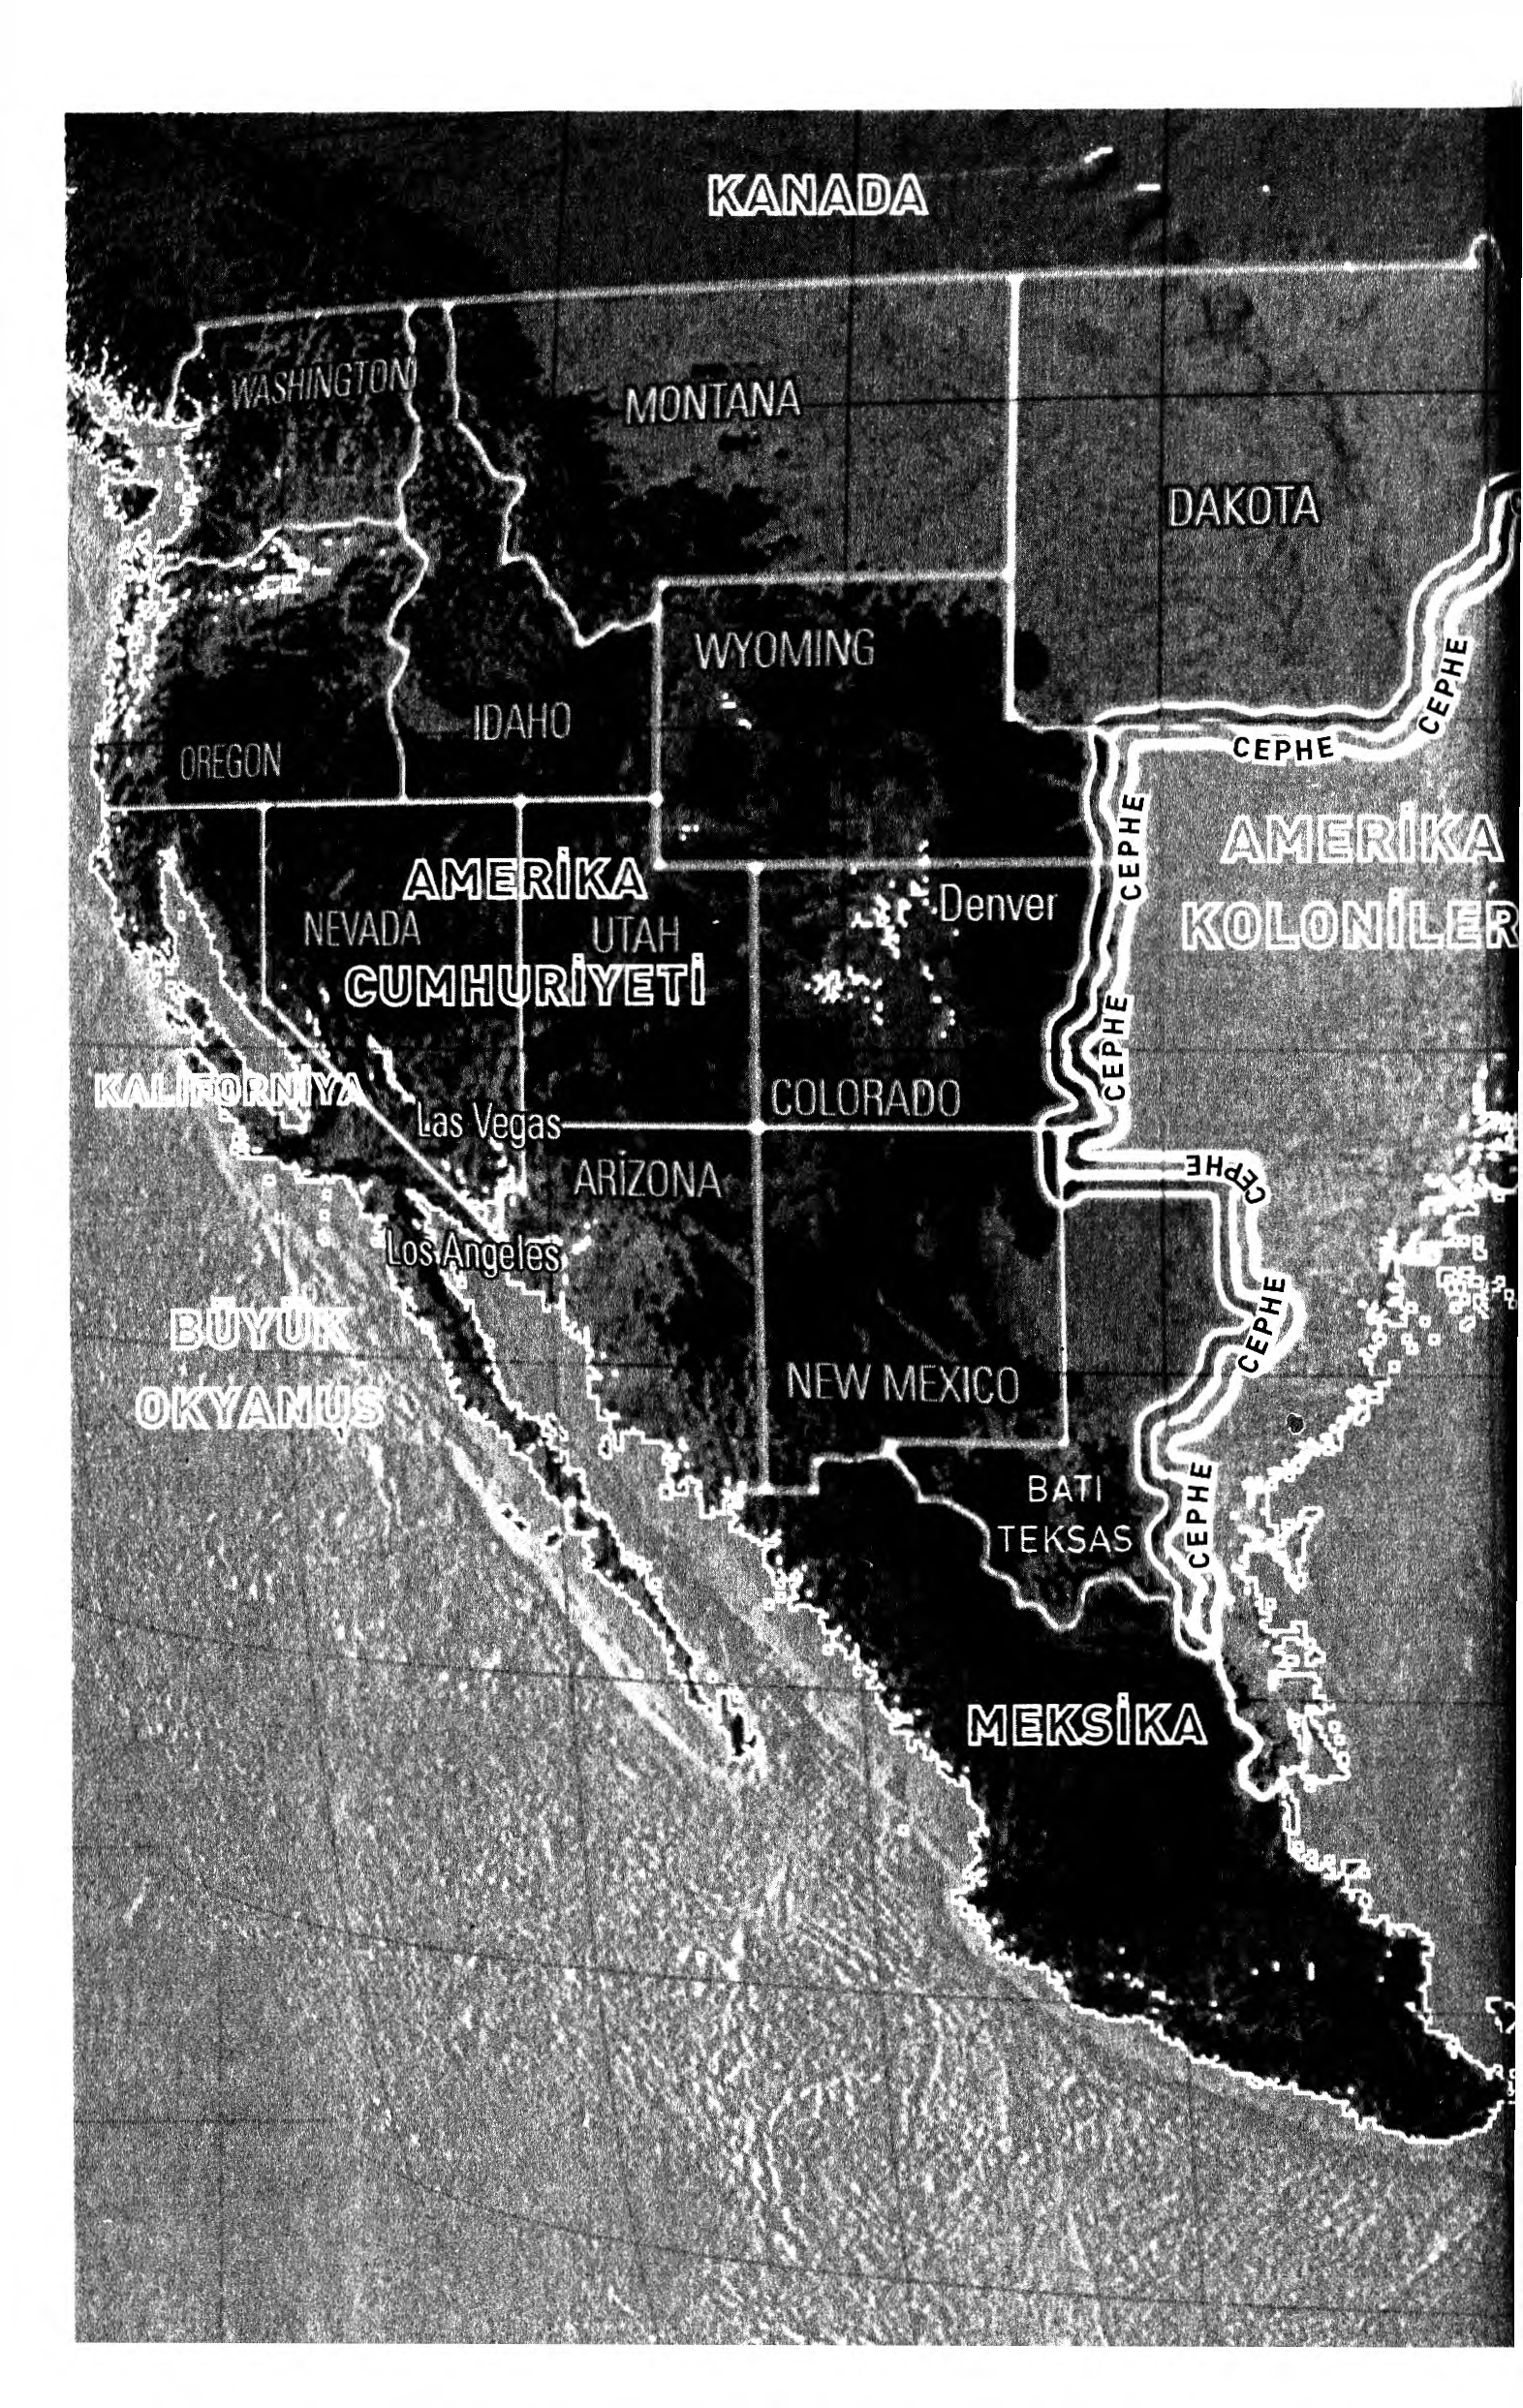 KANADA
WASHINGTON
MONTANA
DAKOTA
WYOMING
IDAHO
OREGON
CEPHE
CEPHE
AMERİKA
CUMHURİYETİ
NEVADA
UTAH
Denver
CEPHE
AMERİKA
KOLONİLER
CEPHE
KALİFORNİYA
Las Vegas
COLORADO
ARİZONA
CEPHE
Los Angeles
BÜYÜK
OKYANUS
CEPHE
NEW MEXICO
BATI
TEKSAS
CEPHE
MEKSİKA